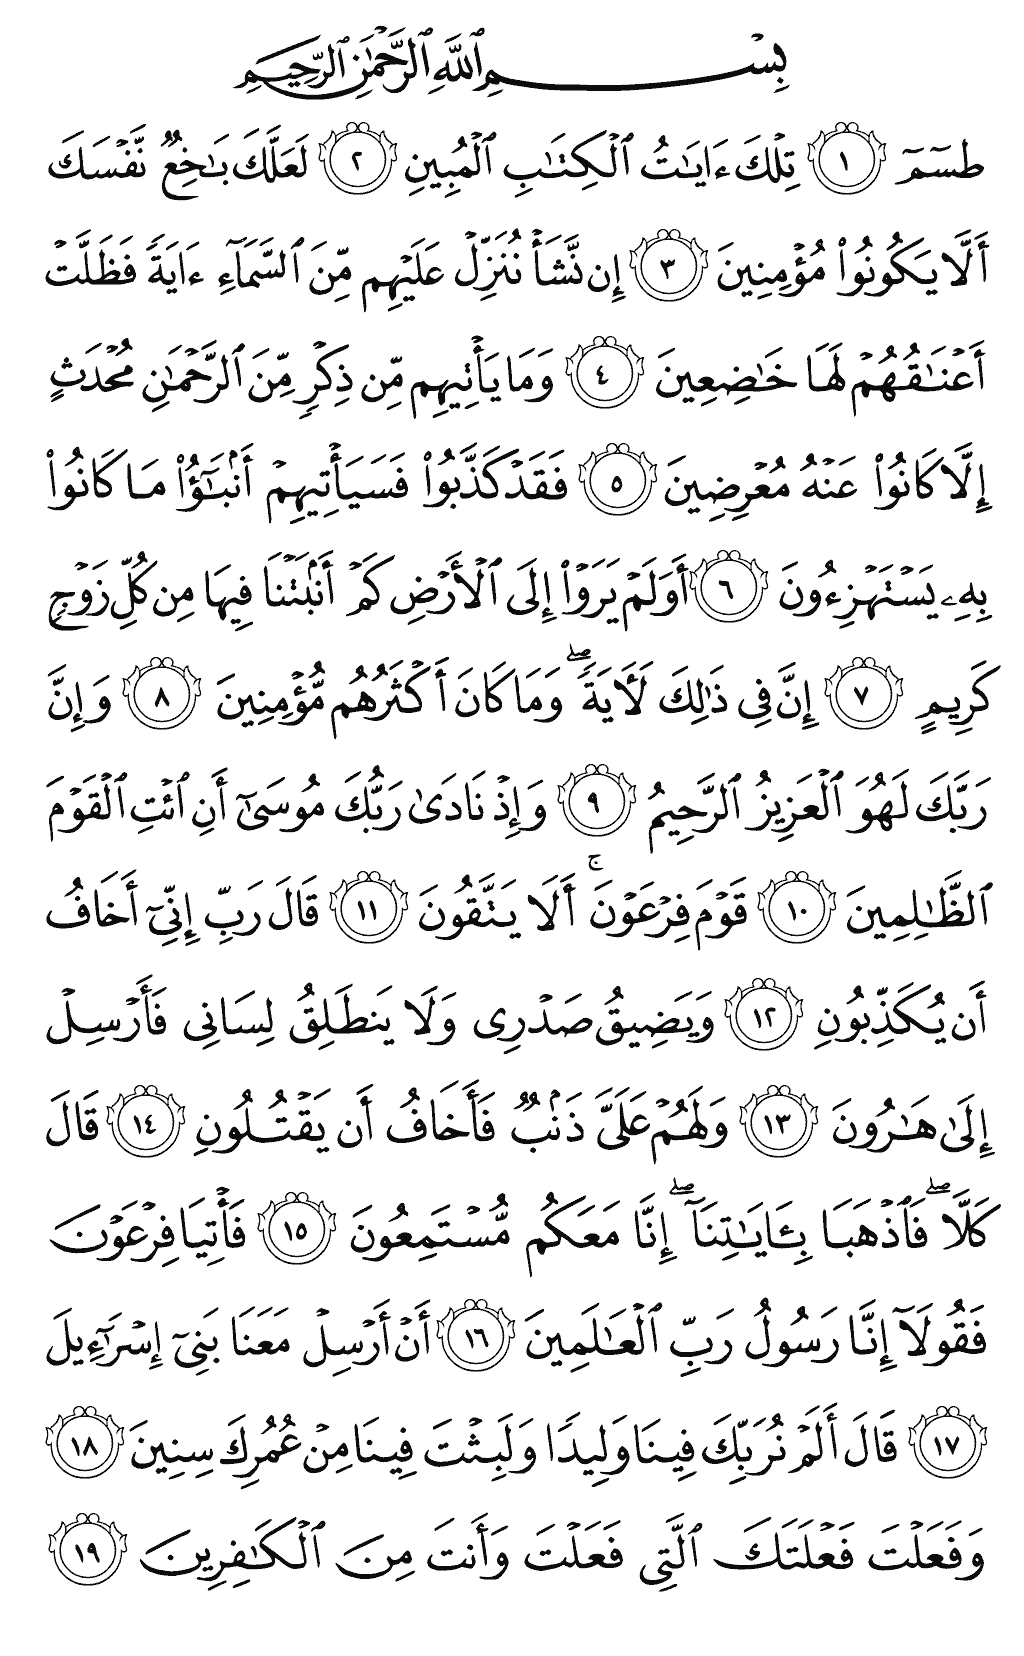 بِسْمِ ٱللَّهِ ٱلرَّحْمَٰنِ ٱلرَّحِيمِ
طسٓمٓ ١ تِلْكَ ءَايَٰتُ ٱلْكِتَٰبِ ٱلْمُبِينِ ٢ لَعَلَّكَ بَٰخِعٌ نَّفْسَكَ
أَلَّا يَكُونُوا۟ مُؤْمِنِينَ ٣ إِن نَّشَأْ نُنَزِّلْ عَلَيْهِم مِّنَ ٱلسَّمَآءِ ءَايَةً فَظَلَّتْ
أَعْنَٰقُهُمْ لَهَا خَٰضِعِينَ ٤ وَمَا يَأْتِيهِم مِّن ذِكْرٍ مِّنَ ٱلرَّحْمَٰنِ مُحْدَثٍ
إِلَّا كَانُوا۟ عَنْهُ مُعْرِضِينَ ٥ فَقَدْ كَذَّبُوا۟ فَسَيَأْتِيهِمْ أَنۢبَٰٓؤُا۟ مَا كَانُوا۟
بِهِۦ يَسْتَهْزِءُونَ ٦ أَوَلَمْ يَرَوْا۟ إِلَى ٱلْأَرْضِ كَمْ أَنۢبَتْنَا فِيهَا مِن كُلِّ زَوْجٍ
كَرِيمٍ ٧ إِنَّ فِى ذَٰلِكَ لَـَٔايَةً ۖ وَمَا كَانَ أَكْثَرُهُم مُّؤْمِنِينَ ٨ وَإِنَّ
رَبَّكَ لَهُوَ ٱلْعَزِيزُ ٱلرَّحِيمُ ٩ وَإِذْ نَادَىٰ رَبُّكَ مُوسَىٰٓ أَنِ ٱئْتِ ٱلْقَوْمَ
ٱلظَّٰلِمِينَ ١٠ قَوْمَ فِرْعَوْنَ ۚ أَلَا يَتَّقُونَ ١١ قَالَ رَبِّ إِنِّىٓ أَخَافُ
أَن يُكَذِّبُونِ ١٢ وَيَضِيقُ صَدْرِى وَلَا يَنطَلِقُ لِسَانِى فَأَرْسِلْ
إِلَىٰ هَٰرُونَ ١٣ وَلَهُمْ عَلَىَّ ذَنۢبٌ فَأَخَافُ أَن يَقْتُلُونِ ١٤ قَالَ
كَلَّا ۖ فَٱذْهَبَا بِـَٔايَٰتِنَآ ۖ إِنَّا مَعَكُم مُّسْتَمِعُونَ ١٥ فَأْتِيَا فِرْعَوْنَ
فَقُولَآ إِنَّا رَسُولُ رَبِّ ٱلْعَٰلَمِينَ ١٦ أَنْ أَرْسِلْ مَعَنَا بَنِىٓ إِسْرَٰٓءِيلَ
١٧ قَالَ أَلَمْ نُرَبِّكَ فِينَا وَلِيدًا وَلَبِثْتَ فِينَا مِنْ عُمُرِكَ سِنِينَ ١٨
وَفَعَلْتَ فَعْلَتَكَ ٱلَّتِى فَعَلْتَ وَأَنتَ مِنَ ٱلْكَٰفِرِينَ ١٩